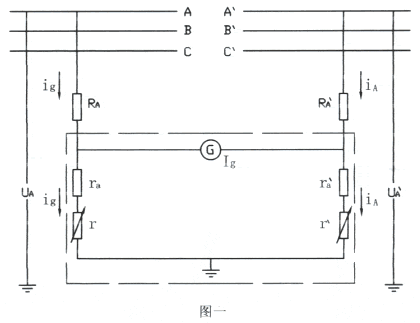 A A`
B B`
C C`
ig iA
RA RA`
G
Ig
ra ra`
UA ig iA UA`
r r`
图一